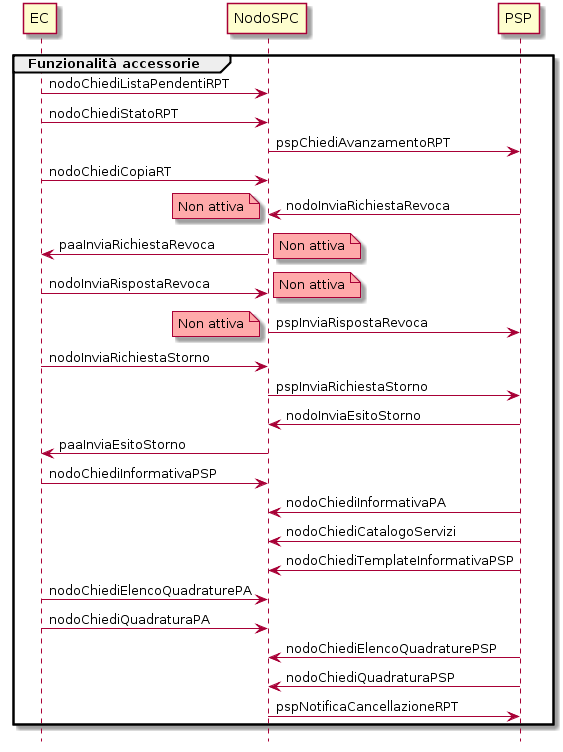 EC NodoSPC PSP
Funzionalità accessorie
nodoChiediListaPendentiRPT
nodoChiediStatoRPT
pspChiediAvanzamentoRPT
nodoChiediCopiaRT
Non attiva nodoInviaRichiestaRevoca
paaInviaRichiestaRevoca Non attiva
nodoInviaRispostaRevoca Non attiva
Non attiva pspInviaRispostaRevoca
nodoInviaRichiestaStorno
pspInviaRichiestaStorno
nodoInviaEsitoStorno
paaInviaEsitoStorno
nodoChiediInformativaPSP
nodoChiediInformativaPA
nodoChiediCatalogoServizi
nodoChiediTemplateInformativaPSP
nodoChiediElencoQuadraturePA
nodoChiediQuadraturaPA
nodoChiediElencoQuadraturePSP
nodoChiediQuadraturaPSP
pspNotificaCancellazioneRPT